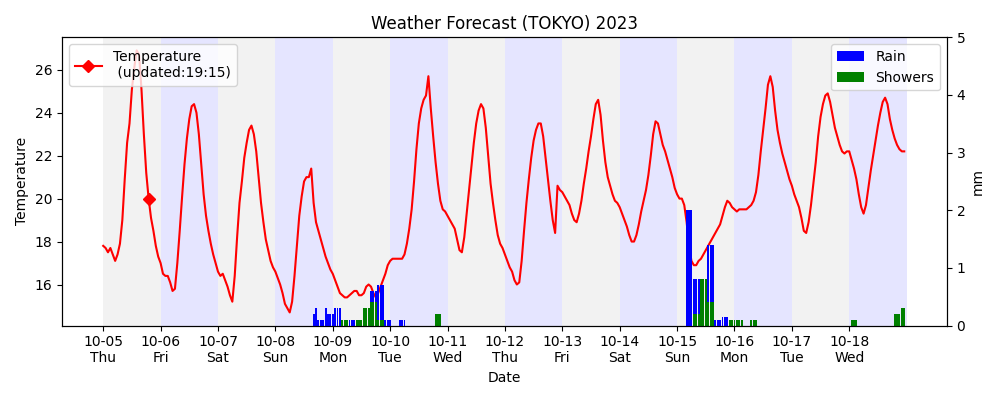 Weather Forecast (TOKYO) 2023
Temperature
(updated:19:15)
Rain
Showers
26
24
22
20
18
16
Temperature
5
4
3
2
1
0
mm
10-05 10-06 10-07 10-08 10-09 10-10 10-11 10-12 10-13 10-14 10-15 10-16 10-17 10-18
Thu Fri Sat Sun Mon Tue Wed Thu Fri Sat Sun Mon Tue Wed
Date